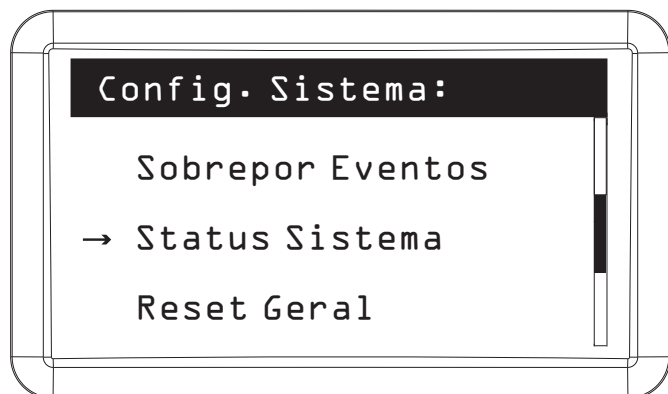 Config. Sistema:
Sobrepor Eventos
→ Status Sistema
Reset Geral